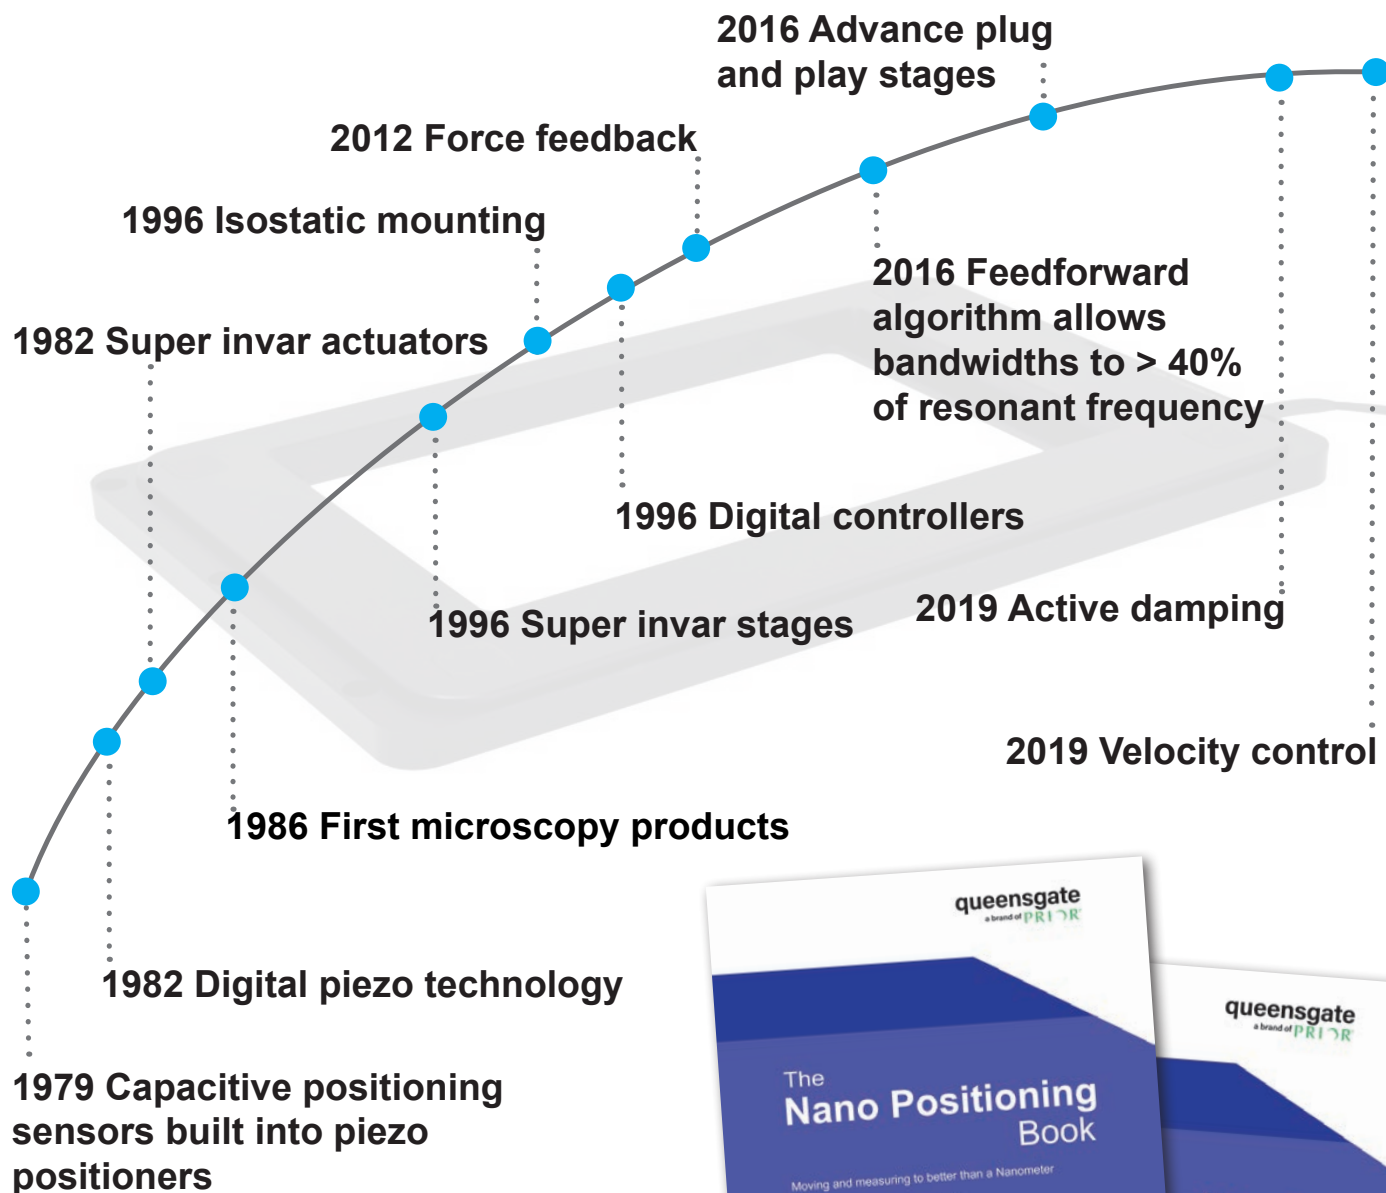 2016 Advance plug
and play stages
2012 Force feedback
1996 Isostatic mounting
2016 Feedforward
algorithm allows
bandwidths to > 40%
of resonant frequency
1982 Super invar actuators
1996 Digital controllers
1996 Super invar stages
2019 Active damping
2019 Velocity control
1986 First microscopy products
1982 Digital piezo technology
1979 Capacitive positioning
sensors built into piezo
positioners
queensgate
a brand of PRIOR
The
Nano Positioning
Book
Moving and measuring to better than a Nanometer
queensgate
a brand of PRIOR